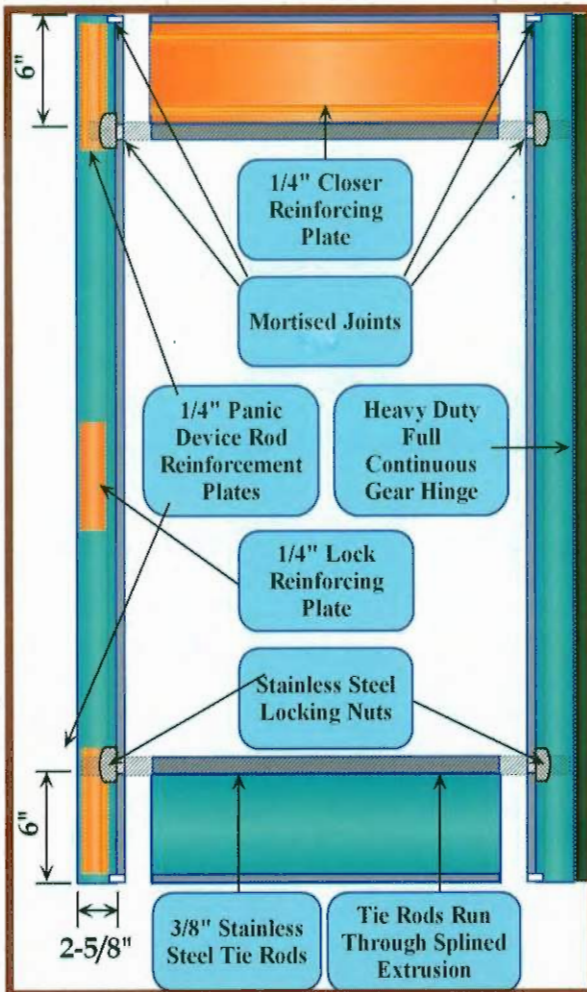 6"
1/4" Closer
Reinforcing
Plate
Mortised Joints
1/4" Panic
Device Rod
Reinforcement
Plates
Heavy Duty
Full
Continuous
Gear Hinge
1/4" Lock
Reinforcing
Plate
Stainless Steel
Locking Nuts
6"
2-5/8"
3/8" Stainless
Steel Tie Rods
Tie Rods Run
Through Splined
Extrusion